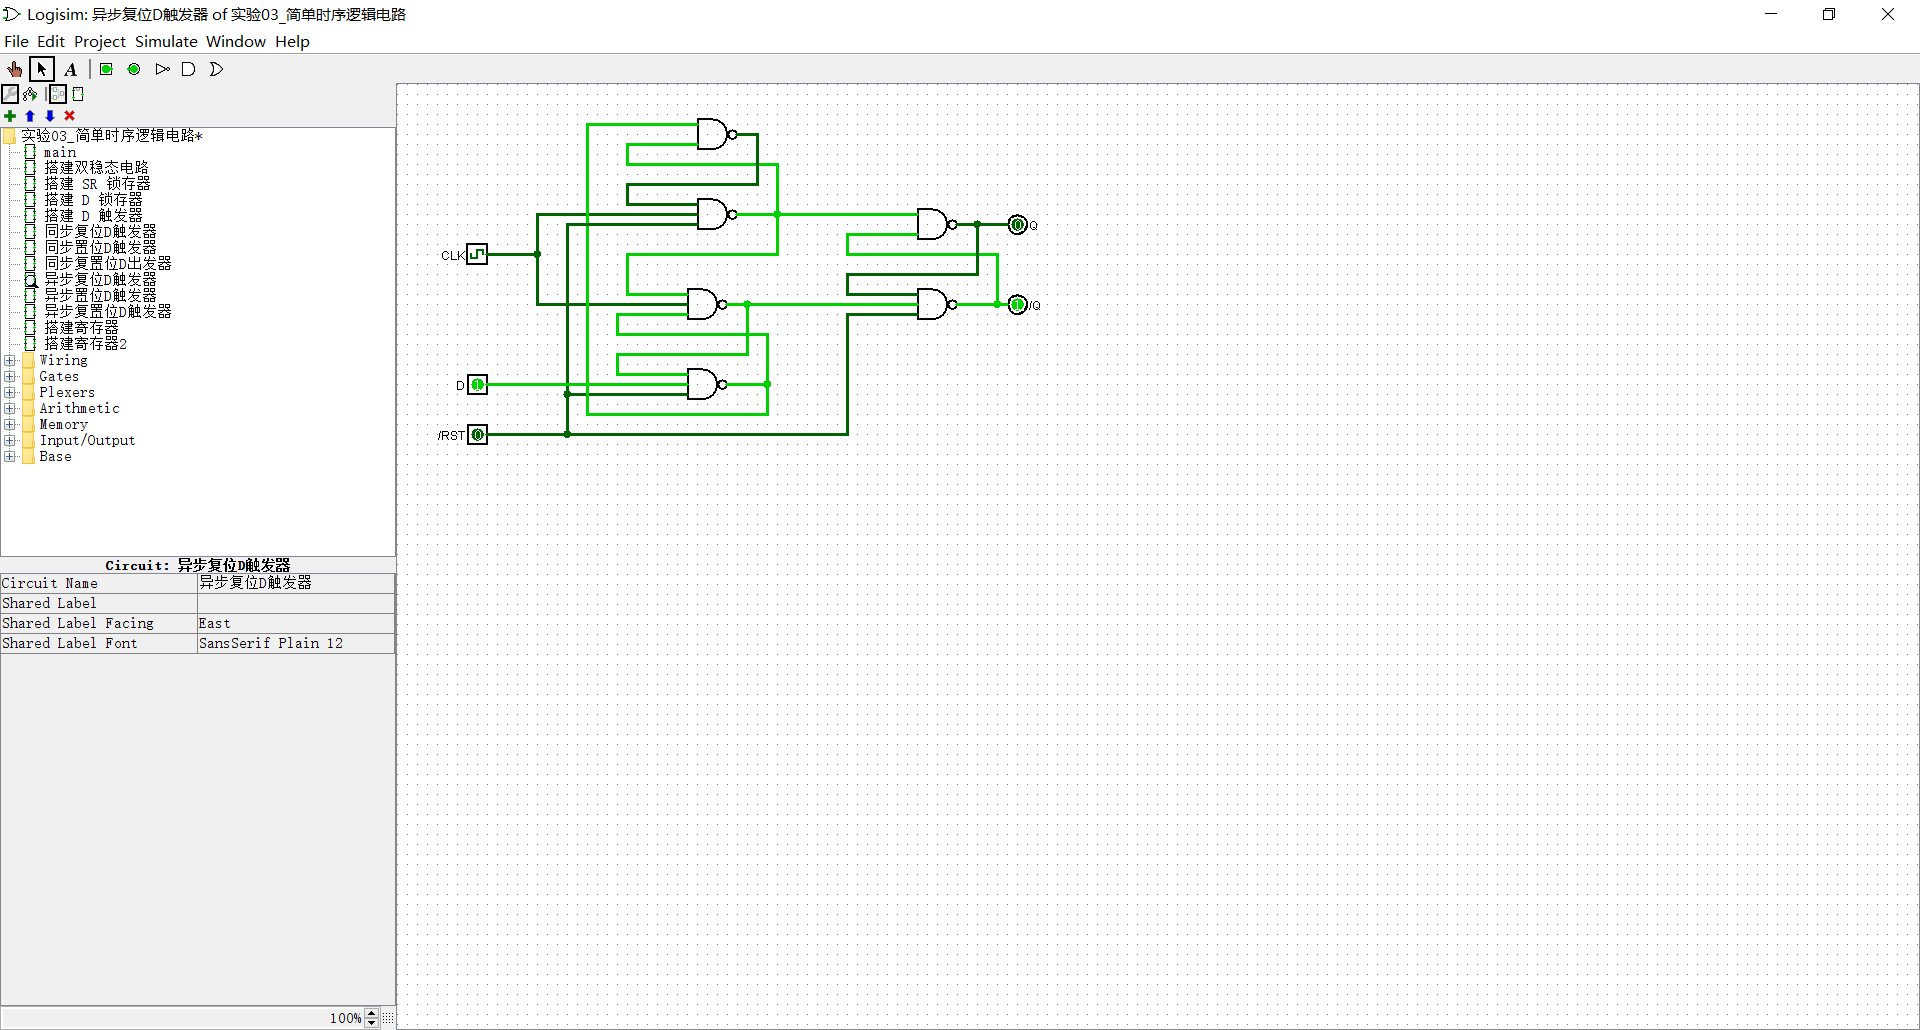 Logisim: 异步复位D触发器 of 实验03_简单时序逻辑电路
File Edit Project Simulate Window Help
A
实验03_简单时序逻辑电路*
main
搭建双稳态电路
搭建 SR 锁存器
搭建 D 锁存器
搭建 D 触发器
同步复位D触发器
同步置位D触发器
同步复置位D出发器
异步复位D触发器
异步置位D触发器
异步复置位D触发器
搭建寄存器
搭建寄存器2
Wiring
Gates
Plexers
Arithmetic
Memory
Input/Output
Base
Circuit: 异步复位D触发器
Circuit Name 异步复位D触发器
Shared Label
Shared Label Facing East
Shared Label Font SansSerif Plain 12
100%
CLK
D 1
/RST 0
0 Q
1 /Q